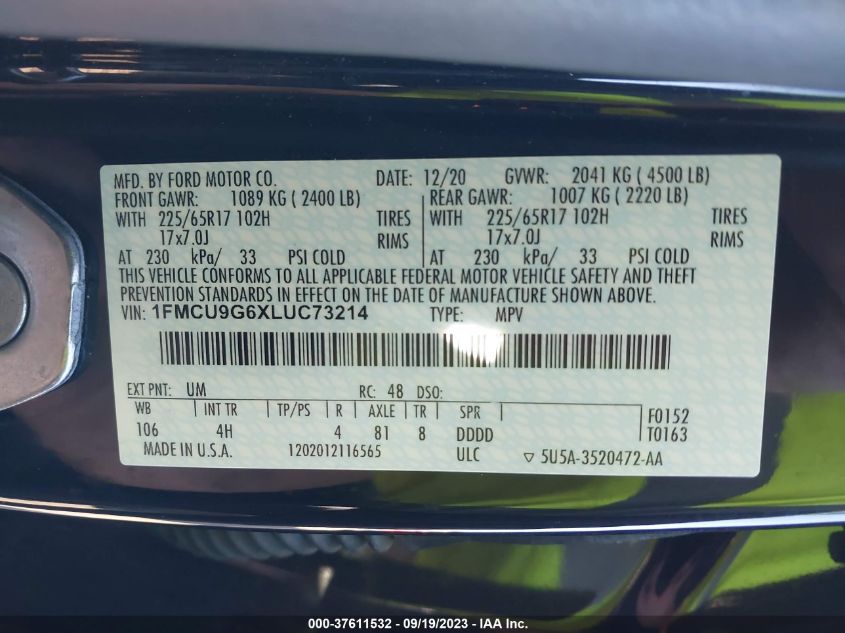 MFD. BY FORD MOTOR CO. DATE: 12/20 GVWR: 2041 KG ( 4500 LB)
FRONT GAWR: 1089 KG ( 2400 LB) REAR GAWR: 1007 KG ( 2220 LB)
WITH 225/65R17 102H TIRES WITH 225/65R17 102H TIRES
17x7.0J RIMS 17x7.0J RIMS
AT 230 kPa/ 33 PSI COLD AT 230 kPa/ 33 PSI COLD
THIS VEHICLE CONFORMS TO ALL APPLICABLE FEDERAL MOTOR VEHICLE SAFETY AND THEFT
PREVENTION STANDARDS IN EFFECT ON THE DATE OF MANUFACTURE SHOWN ABOVE.
VIN: 1FMCU9G6XLUC73214 TYPE: MPV
EXT PNT: UM RC: 48 DSO:
WB INT TR TP/PS R AXLE TR SPR F0152
106 4H 4 81 8 DDDD T0163
MADE IN U.S.A. 1202012116565 ULC ▽ 5U5A-3520472-AA
000-37611532 - 09/19/2023 - IAA Inc.